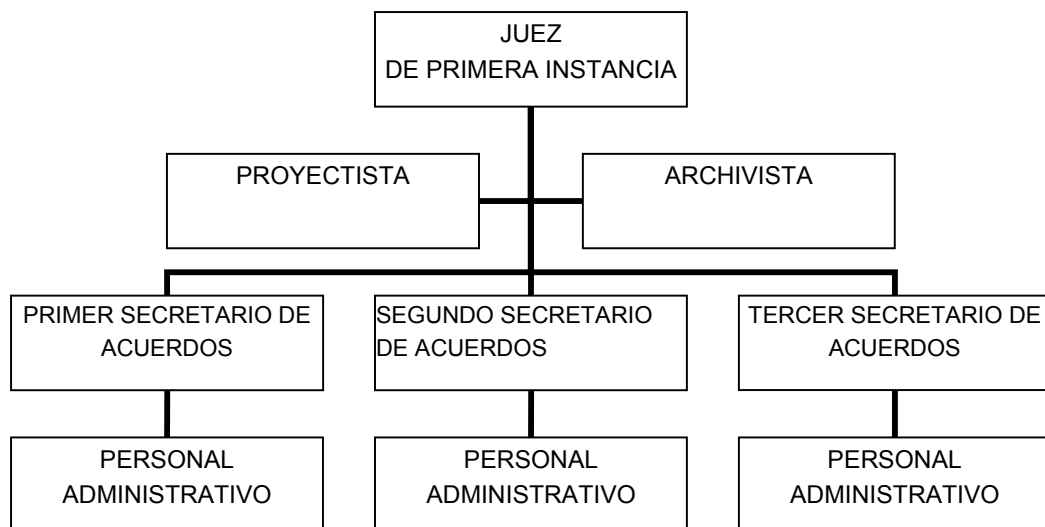 JUEZ
DE PRIMERA INSTANCIA
PROYECTISTA
ARCHIVISTA
PRIMER SECRETARIO DE
ACUERDOS
SEGUNDO SECRETARIO
DE ACUERDOS
TERCER SECRETARIO DE
ACUERDOS
PERSONAL
ADMINISTRATIVO
PERSONAL
ADMINISTRATIVO
PERSONAL
ADMINISTRATIVO